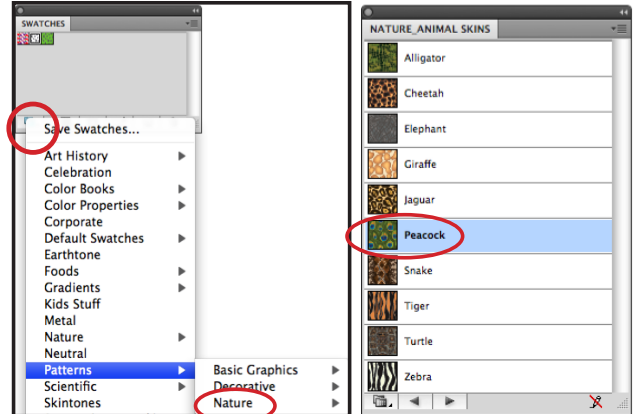 SWATCHES
Save Swatches...
Art History
Celebration
Color Books
Color Properties
Corporate
Default Swatches
Earthtone
Foods
Gradients
Kids Stuff
Metal
Nature
Neutral
Patterns
Scientific
Skintones
Basic Graphics
Decorative
Nature
NATURE_ANIMAL SKINS
Alligator
Cheetah
Elephant
Giraffe
Jaguar
Peacock
Snake
Tiger
Turtle
Zebra